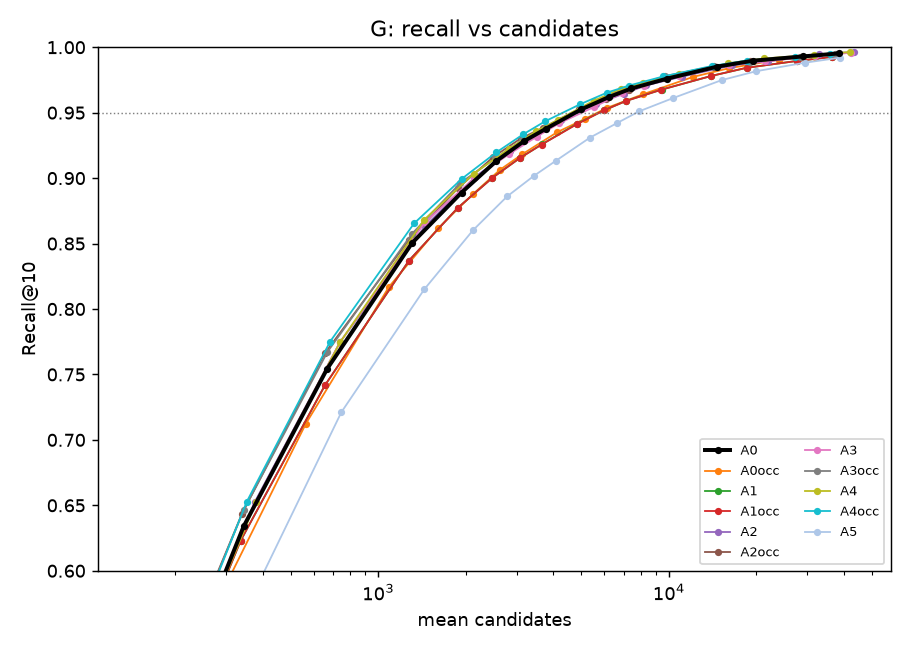 G: recall vs candidates
1.00
0.95
0.90
0.85
0.80
0.75
0.70
0.65
0.60
Recall@10
10³
10⁴
mean candidates
A0
A0occ
A1
A1occ
A2
A2occ
A3
A3occ
A4
A4occ
A5